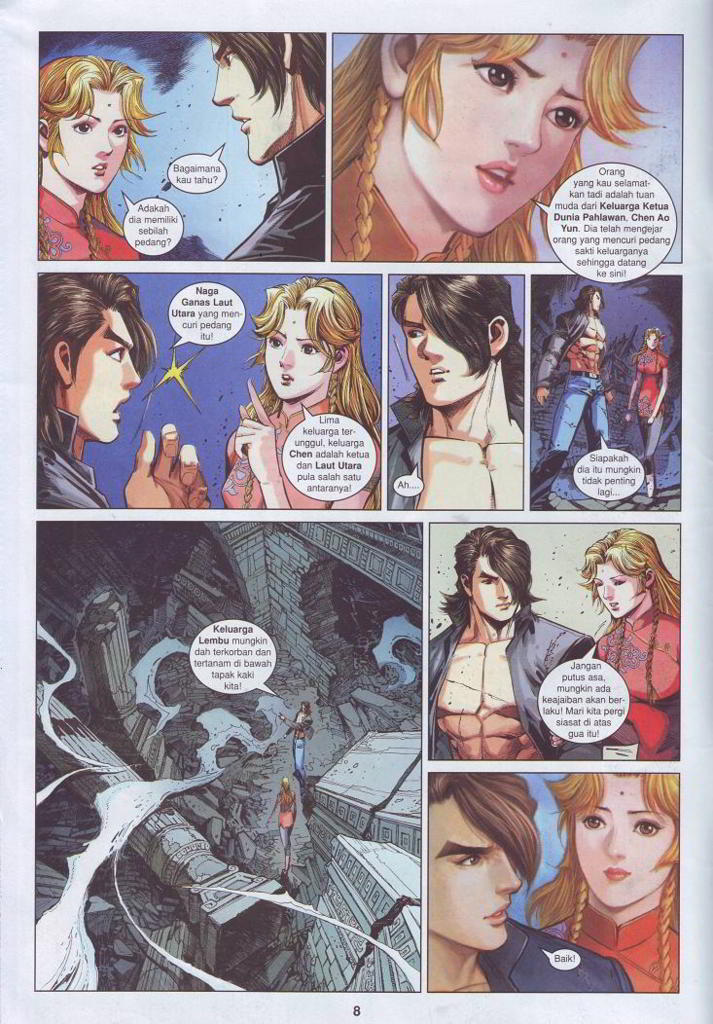 Adakah
dia memiliki
sebilah
pedang?
Bagaimana
kau tahu?
Orang
yang kau selamat-
kan tadi adalah tuan
muda dari Keluarga Ketua
Dunia Pahlawan, Chen Ao
Yun. Dia telah mengejar
orang yang mencuri pedang
sakti keluarganya
sehingga datang
ke sini!
Naga
Ganas Laut
Utara yang men-
curi pedang
itu!
Lima
keluarga ter-
unggul, keluarga
Chen adalah ketua
dan Laut Utara
pula salah satu
antaranya!
Ah....
Siapakah
dia itu mungkin
tidak penting
lagi...
Keluarga
Lembu mungkin
dah terkorban dan
tertanam di bawah
tapak kaki
kita!
Jangan
putus asa,
mungkin ada
keajaiban akan ber-
laku! Mari kita pergi
siasat di atas
gua itu!
Baik!
8